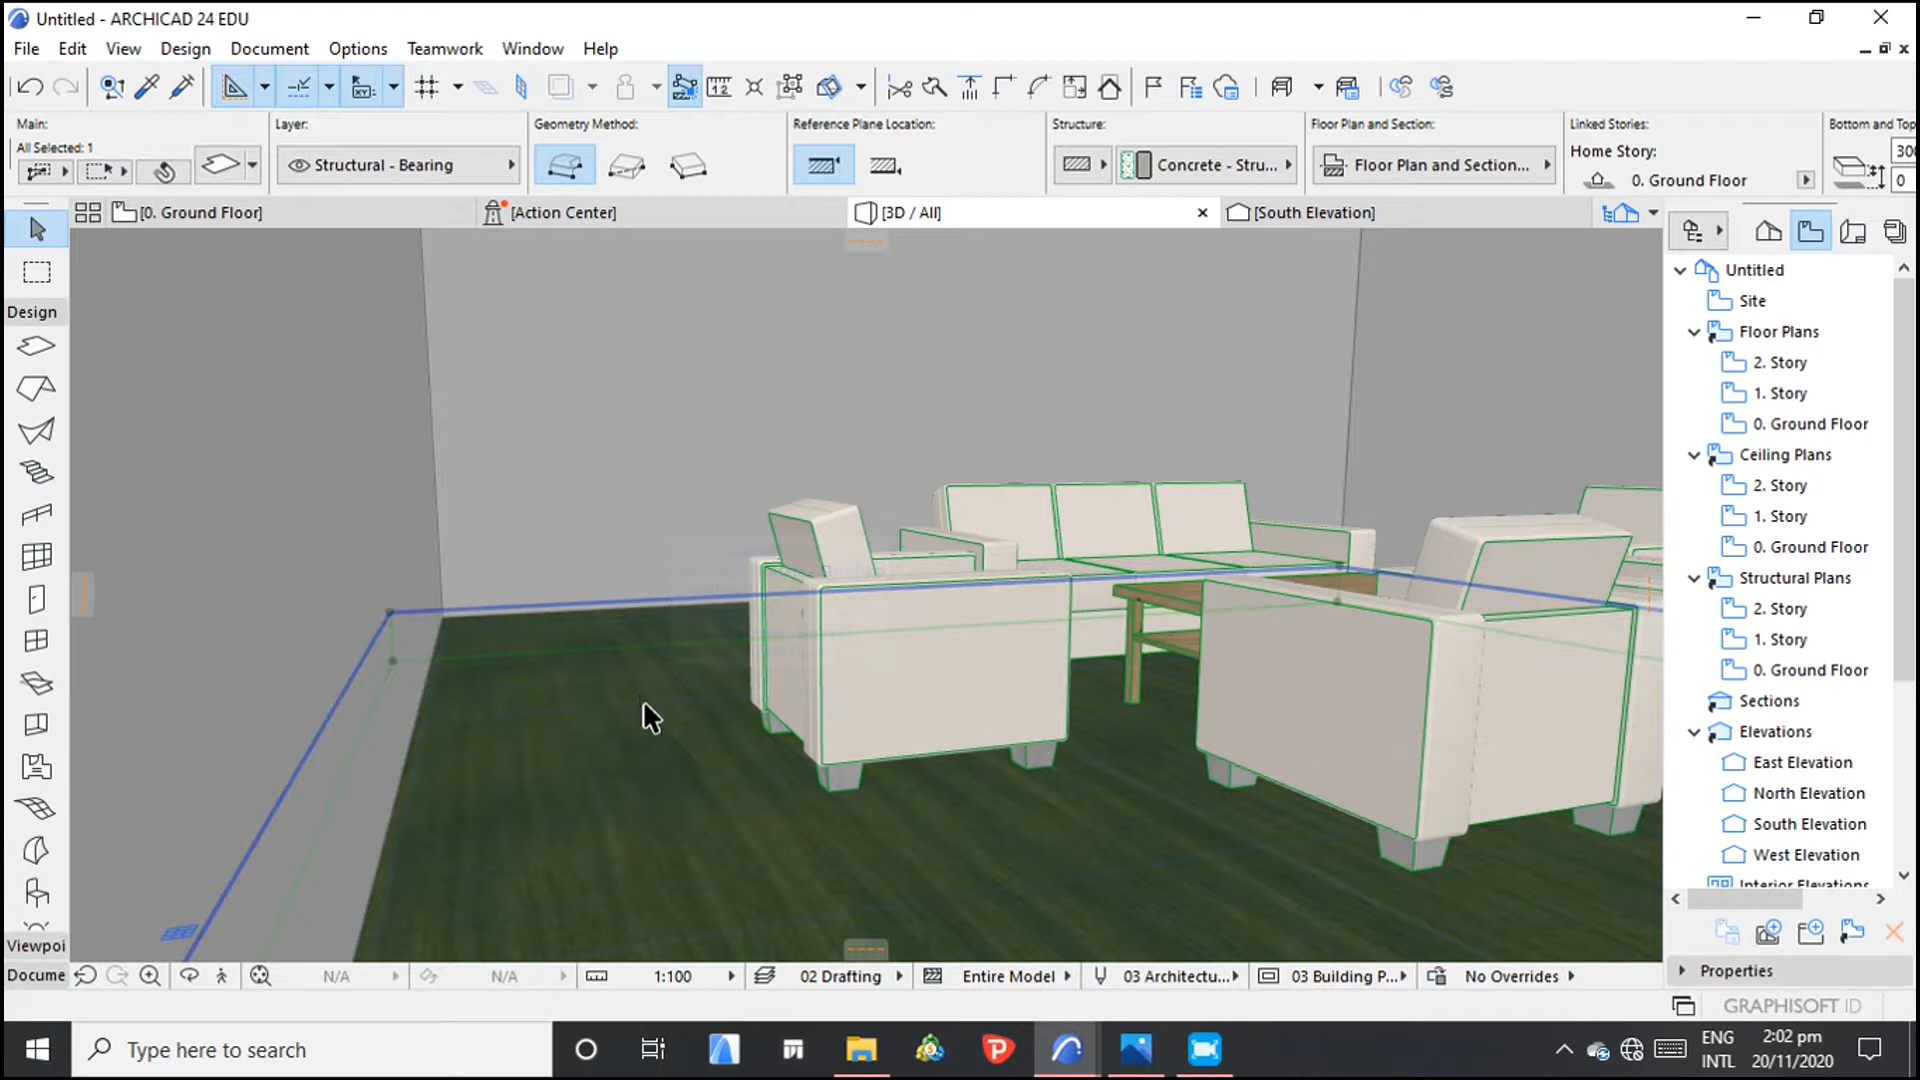 Untitled - ARCHICAD 24 EDU
File Edit View Design Document Options Teamwork Window Help
Main:
All Selected: 1
Layer:
Structural - Bearing
Geometry Method:
Reference Plane Location:
Structure:
Concrete - Stru...
Floor Plan and Section:
Floor Plan and Section...
Linked Stories:
Home Story:
0. Ground Floor
Bottom and Top
300
0
[0. Ground Floor]
[Action Center]
[3D / All]
[South Elevation]
Design
Viewpoi
Docume
Untitled
Site
Floor Plans
2. Story
1. Story
0. Ground Floor
Ceiling Plans
2. Story
1. Story
0. Ground Floor
Structural Plans
2. Story
1. Story
0. Ground Floor
Sections
Elevations
East Elevation
North Elevation
South Elevation
West Elevation
Interior Elevations
Properties
N/A
N/A
1:100
02 Drafting
Entire Model
03 Architectu...
03 Building P...
No Overrides
GRAPHISOFT ID
Type here to search
ENG
INTL
2:02 pm
20/11/2020